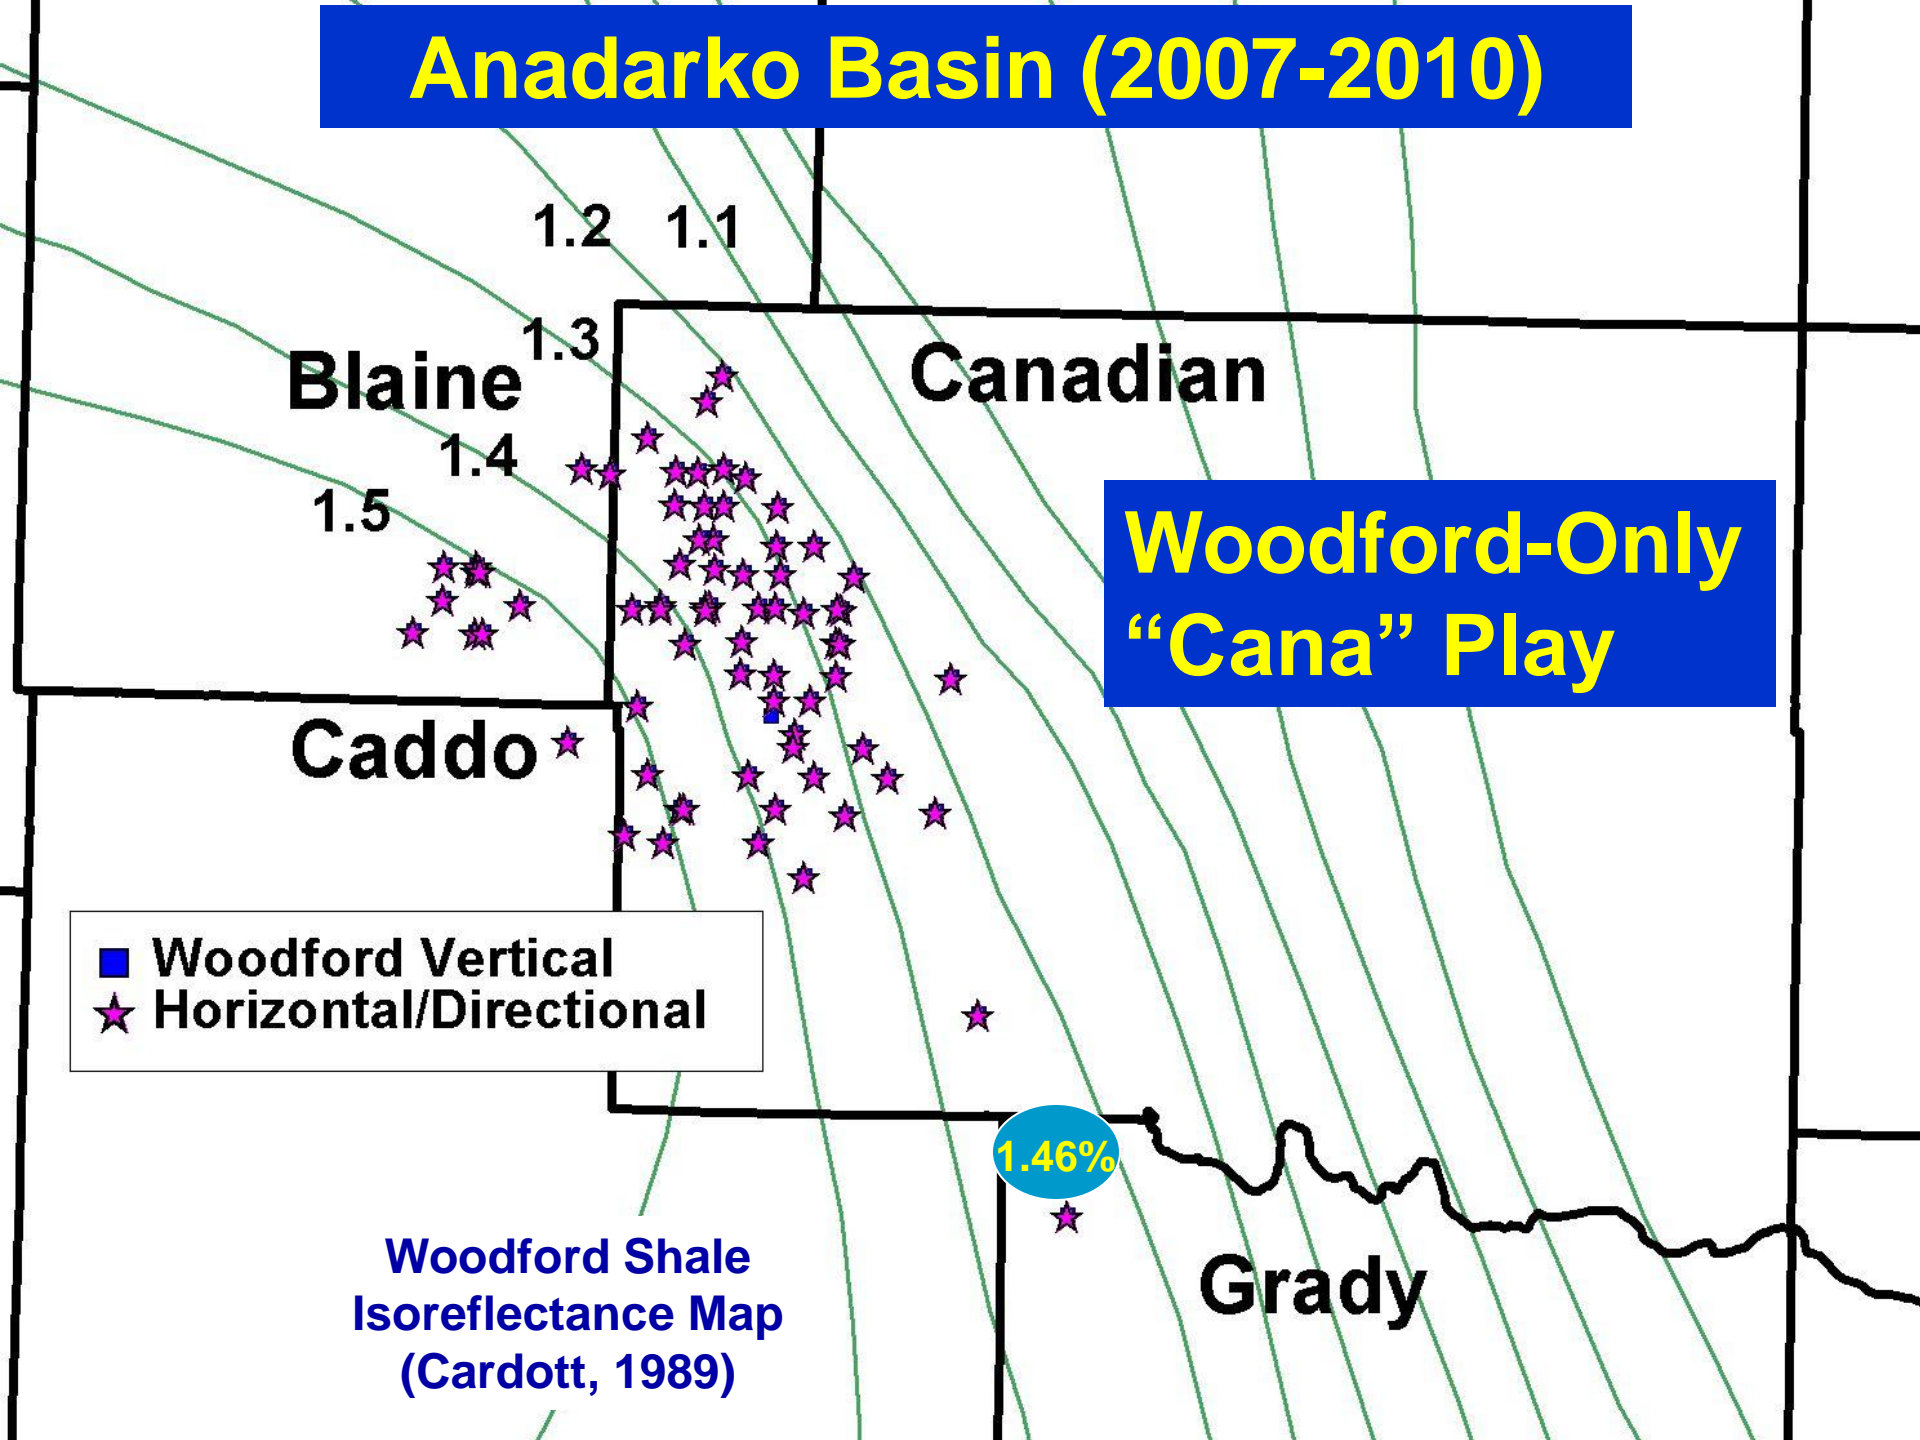 Anadarko Basin (2007-2010)
1.2
1.1
1.3
Blaine
Canadian
1.4
1.5
Woodford-Only
“Cana” Play
Caddo
Woodford Vertical
Horizontal/Directional
1.46%
Woodford Shale
Isoreflectance Map
(Cardott, 1989)
Grady